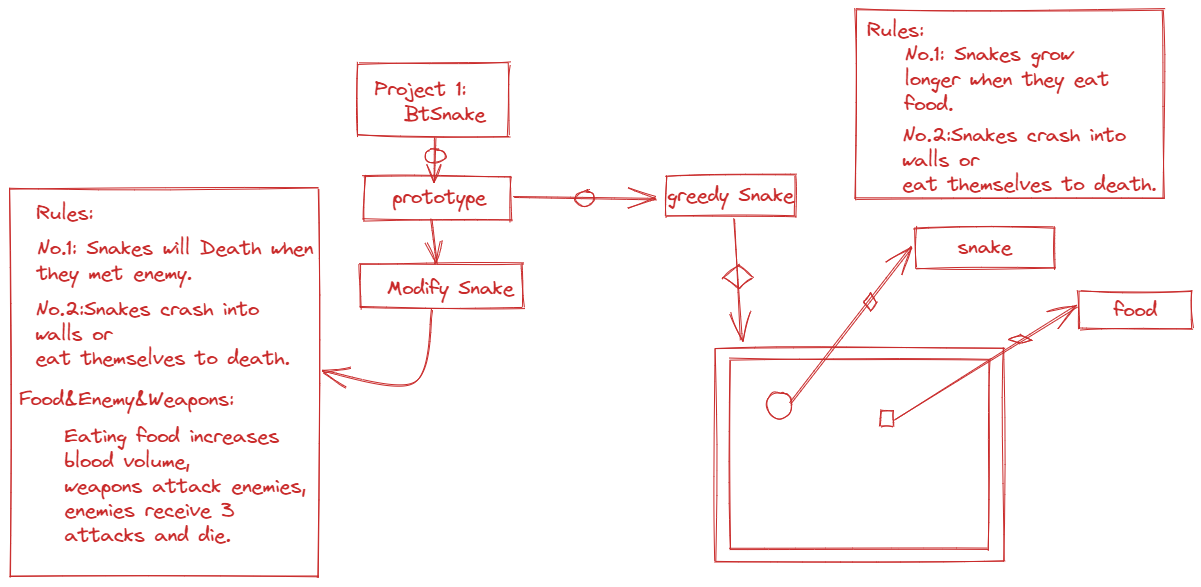 Project 1:
BtSnake
prototype
Modify Snake
greedy Snake
Rules:
No.1: Snakes grow
longer when they eat
food.
No.2:Snakes crash into
walls or
eat themselves to death.
snake
food
Rules:
No.1: Snakes will Death when
they met enemy.
No.2:Snakes crash into
walls or
eat themselves to death.
Food&Enemy&Weapons:
Eating food increases
blood volume,
weapons attack enemies,
enemies receive 3
attacks and die.